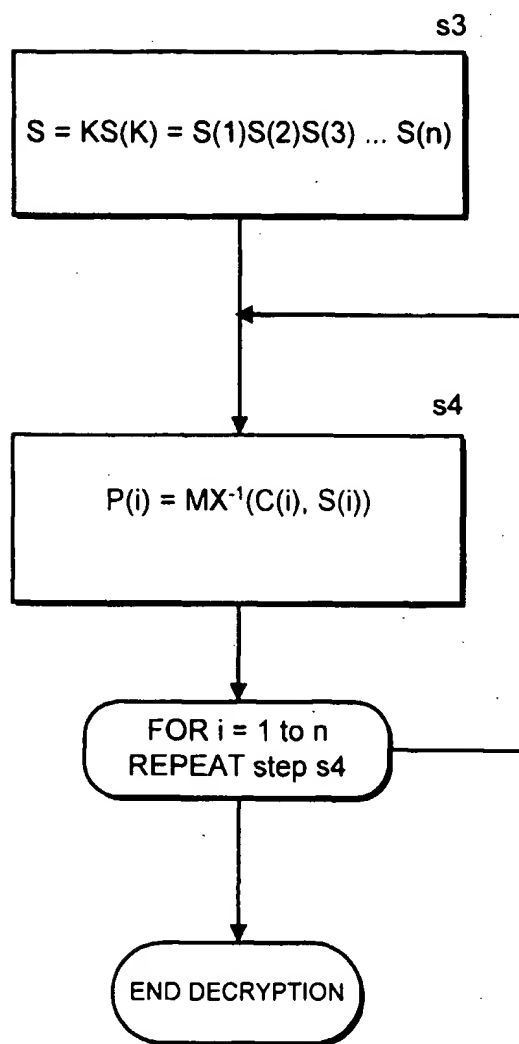 s3
S = KS(K) = S(1)S(2)S(3) ... S(n)
s4
P(i) = MX⁻¹(C(i), S(i))
FOR i = 1 to n
REPEAT step s4
END DECRYPTION